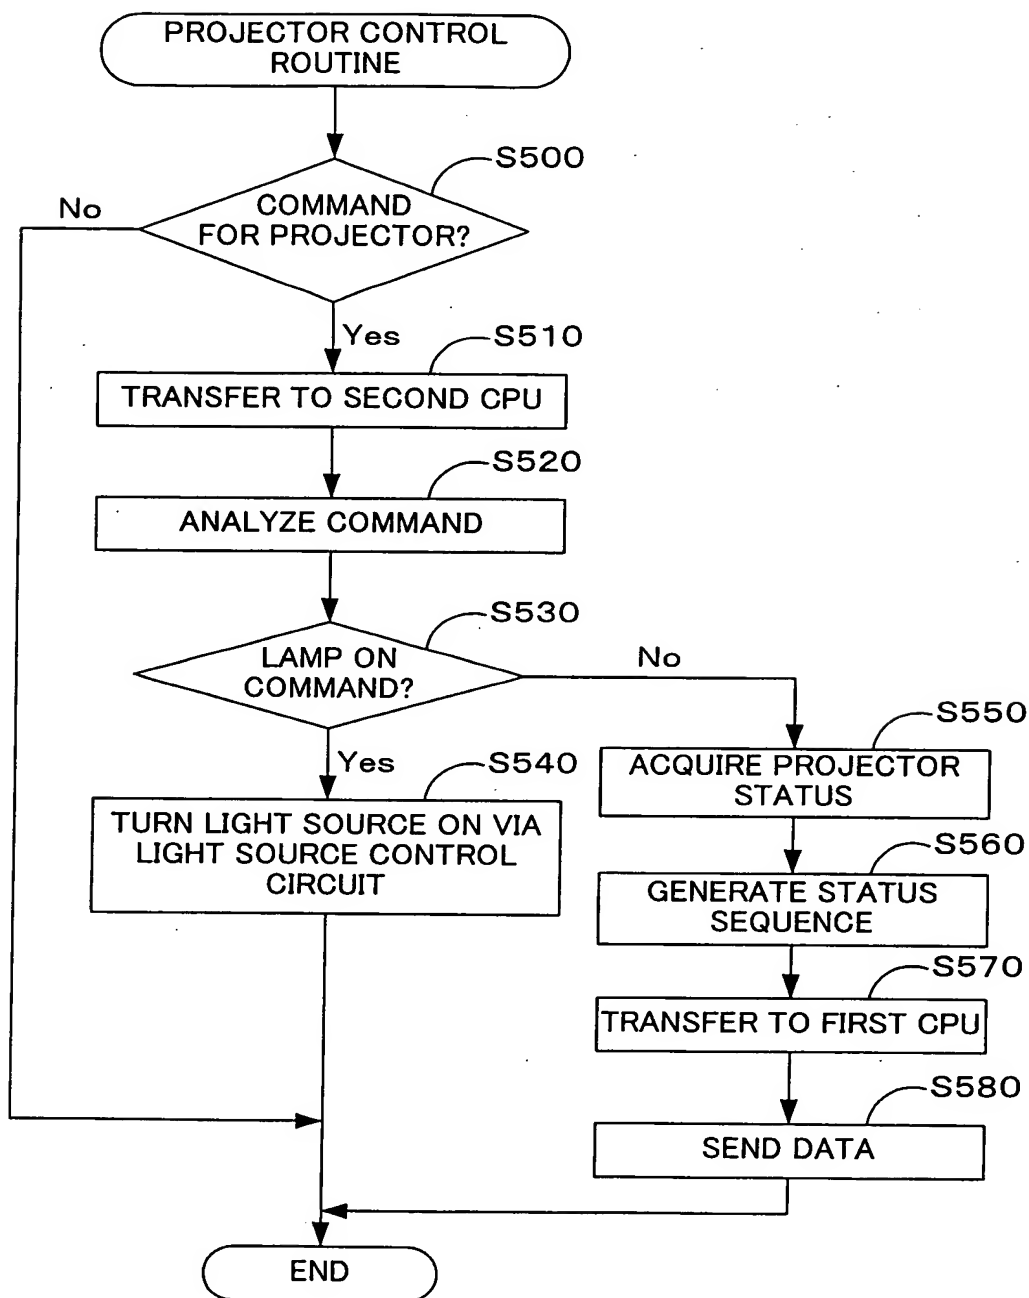 PROJECTOR CONTROL
ROUTINE
S500
COMMAND
FOR PROJECTOR?
No
Yes
S510
TRANSFER TO SECOND CPU
S520
ANALYZE COMMAND
S530
LAMP ON
COMMAND?
No
Yes
S540
TURN LIGHT SOURCE ON VIA
LIGHT SOURCE CONTROL
CIRCUIT
S550
ACQUIRE PROJECTOR
STATUS
S560
GENERATE STATUS
SEQUENCE
S570
TRANSFER TO FIRST CPU
S580
SEND DATA
END